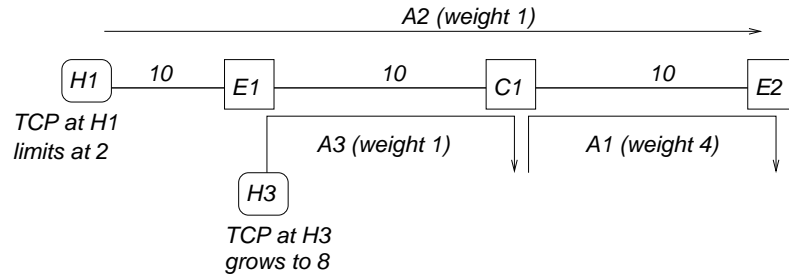 A2 (weight 1)
H1
10
E1
10
C1
10
E2
TCP at H1
limits at 2
A3 (weight 1)
A1 (weight 4)
H3
TCP at H3
grows to 8